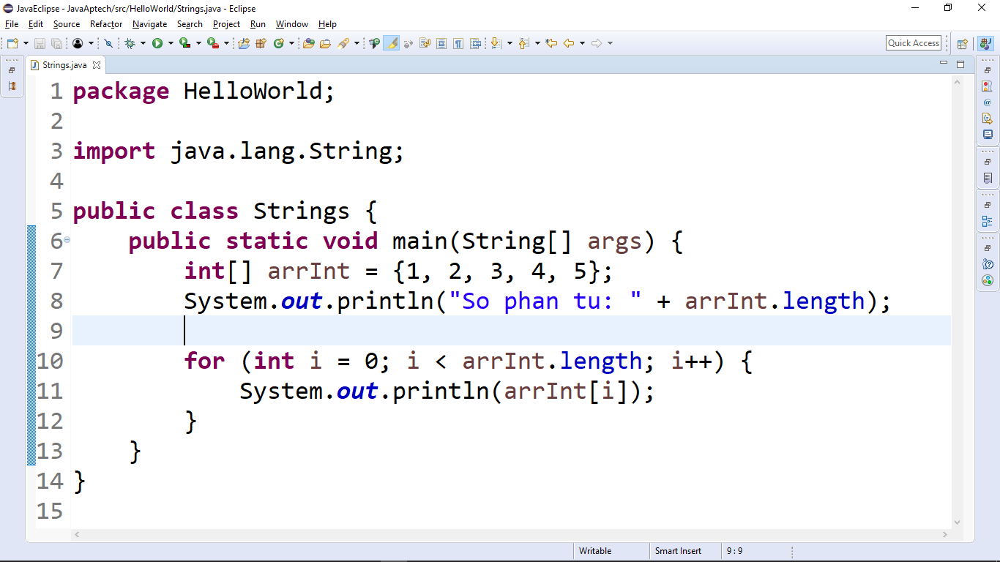 JavaEclipse - JavaAptech/src/HelloWorld/Strings.java - Eclipse
File Edit Source Refactor Navigate Search Project Run Window Help
Quick Access
Strings.java
1 package HelloWorld;
2
3 import java.lang.String;
4
5 public class Strings {
6 public static void main(String[] args) {
7 int[] arrInt = {1, 2, 3, 4, 5};
8 System.out.println("So phan tu: " + arrInt.length);
9
10 for (int i = 0; i < arrInt.length; i++) {
11 System.out.println(arrInt[i]);
12 }
13 }
14 }
15
Writable Smart Insert 9 : 9